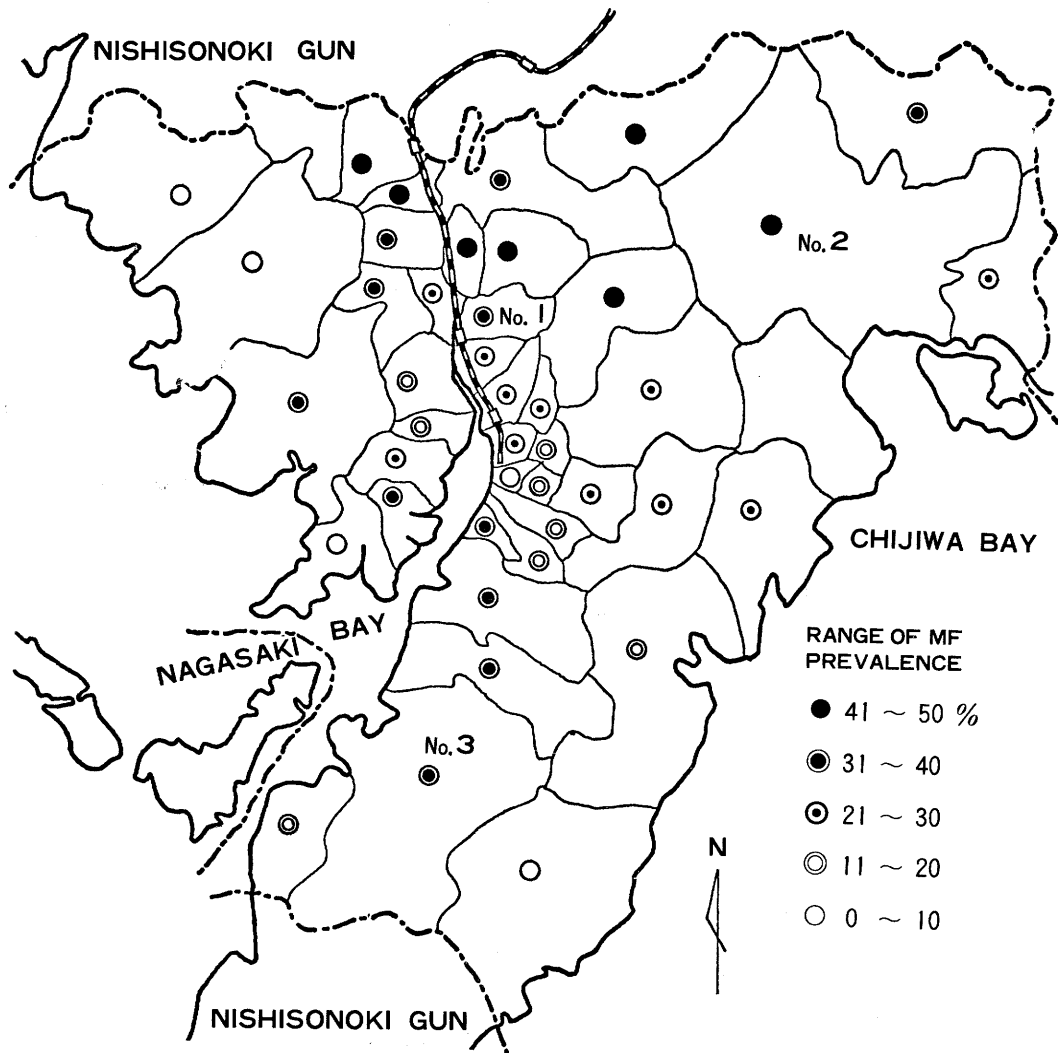 NISHISONOKI GUN
No. 2
No. 1
CHIJIWA BAY
NAGASAKI BAY
RANGE OF MF
PREVALENCE
41 ~ 50 %
31 ~ 40
21 ~ 30
11 ~ 20
0 ~ 10
No. 3
N
NISHISONOKI GUN